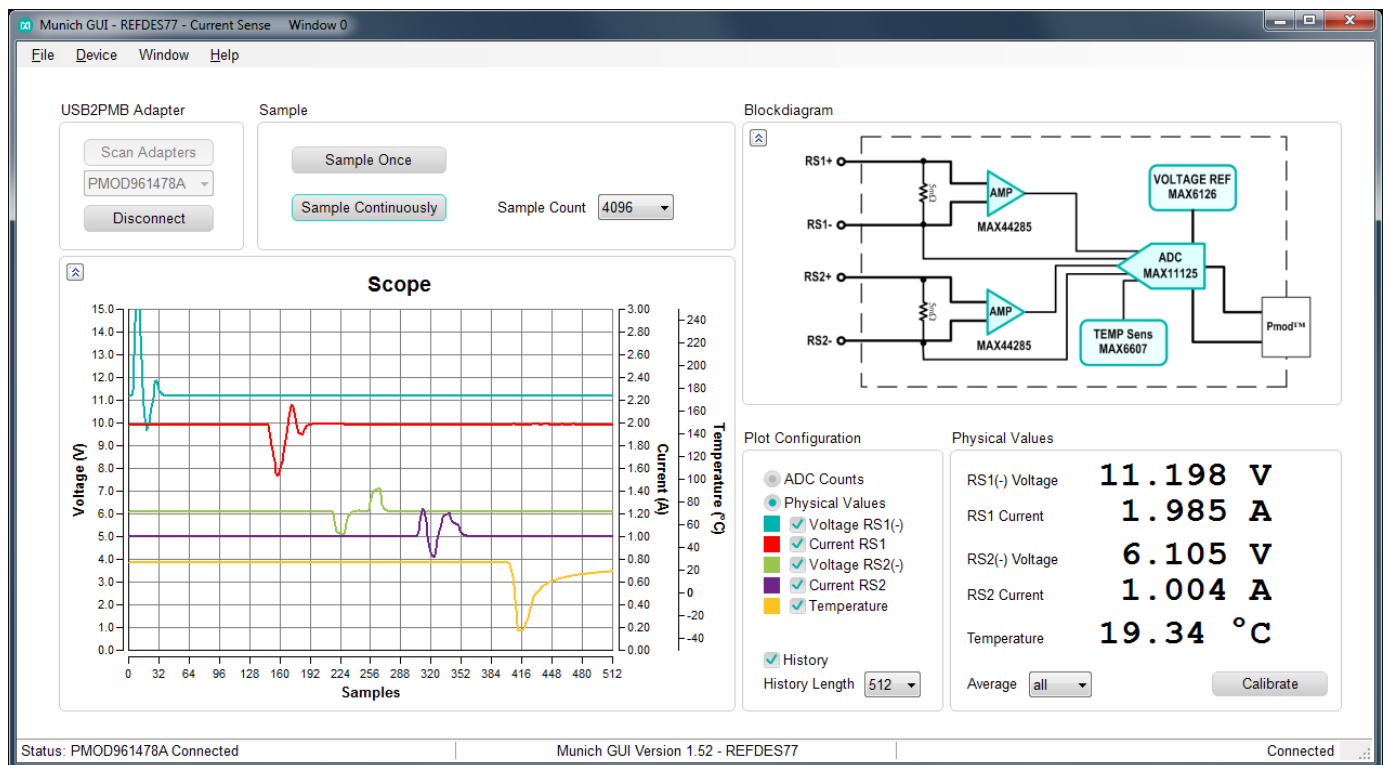 Munich GUI - REFDES77 - Current Sense Window 0
File Device Window Help
USB2PMB Adapter
Scan Adapters
PMOD961478A
Disconnect
Sample
Sample Once
Sample Continuously
Sample Count 4096
Scope
Voltage (V)
15.0
14.0
13.0
12.0
11.0
10.0
9.0
8.0
7.0
6.0
5.0
4.0
3.0
2.0
1.0
0.0
0 32 64 96 128 160 192 224 256 288 320 352 384 416 448 480 512
Samples
3.00
2.80
2.60
2.40
2.20
2.00
1.80
1.60
1.40
1.20
1.00
0.80
0.60
0.40
0.20
0.00
Current (A)
240
220
200
180
160
140
120
100
80
60
40
20
0
-20
-40
Temperature (°C)
Blockdiagram
RS1+
RS1-
RS2+
RS2-
5mΩ
5mΩ
AMP
MAX44285
AMP
MAX44285
VOLTAGE REF
MAX6126
ADC
MAX11125
TEMP Sens
MAX6607
Pmod™
Plot Configuration
ADC Counts
Physical Values
Voltage RS1(-)
Current RS1
Voltage RS2(-)
Current RS2
Temperature
History
History Length 512
Physical Values
RS1(-) Voltage 11.198 V
RS1 Current 1.985 A
RS2(-) Voltage 6.105 V
RS2 Current 1.004 A
Temperature 19.34 °C
Average all
Calibrate
Status: PMOD961478A Connected
Munich GUI Version 1.52 - REFDES77
Connected